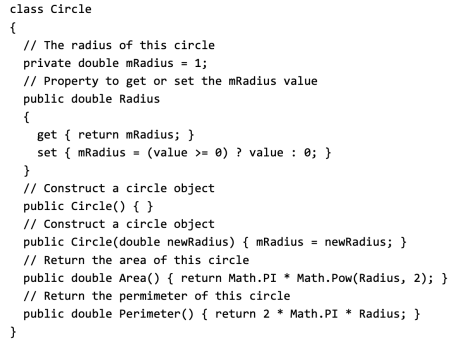 class Circle
{
  // The radius of this circle
  private double mRadius = 1;
  // Property to get or set the mRadius value
  public double Radius
  {
    get { return mRadius; }
    set { mRadius = (value >= 0) ? value : 0; }
  }
  // Construct a circle object
  public Circle() { }
  // Construct a circle object
  public Circle(double newRadius) { mRadius = newRadius; }
  // Return the area of this circle
  public double Area() { return Math.PI * Math.Pow(Radius, 2); }
  // Return the permimeter of this circle
  public double Perimeter() { return 2 * Math.PI * Radius; }
}